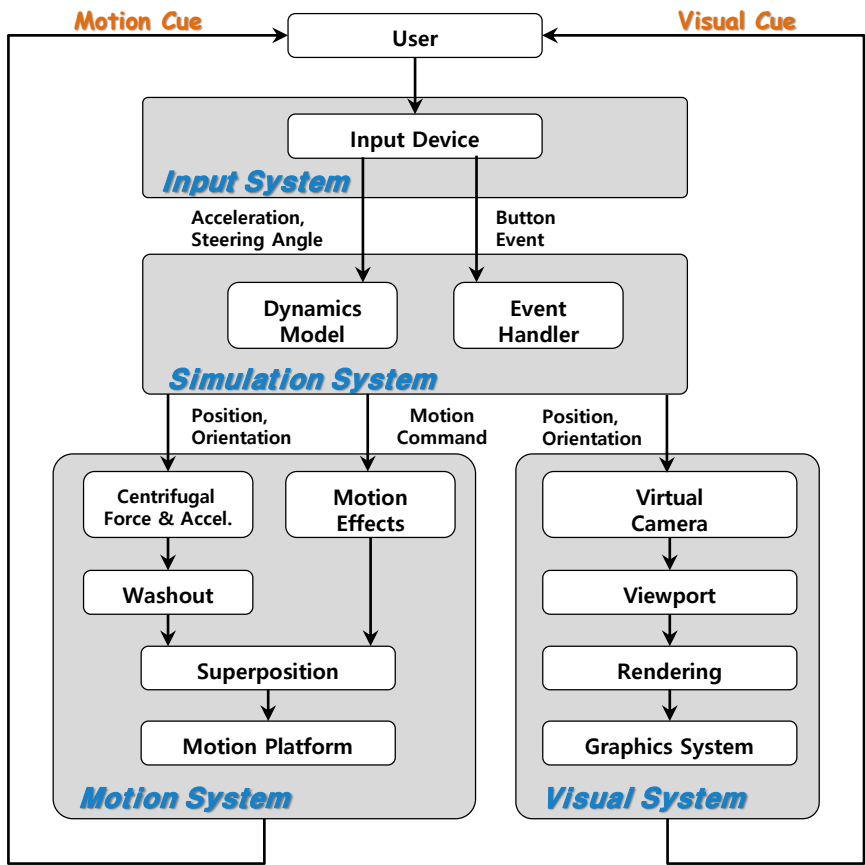 Motion Cue
Visual Cue
User
Input Device
Input System
Acceleration,
Steering Angle
Button
Event
Dynamics
Model
Event
Handler
Simulation System
Position,
Orientation
Motion
Command
Position,
Orientation
Centrifugal
Force & Accel.
Motion
Effects
Washout
Superposition
Motion Platform
Motion System
Virtual
Camera
Viewport
Rendering
Graphics System
Visual System